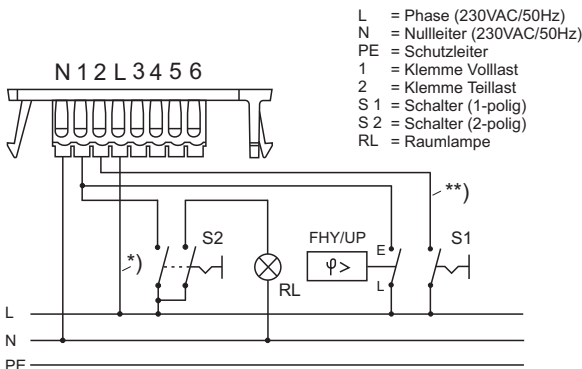 L = Phase (230VAC/50Hz)
N = Nullleiter (230VAC/50Hz)
PE = Schutzleiter
1 = Klemme Volllast
2 = Klemme Teillast
S 1 = Schalter (1-polig)
S 2 = Schalter (2-polig)
RL = Raumlampe
N 1 2 L 3 4 5 6
**)
*)
S2
RL
FHY/UP
φ>
E
L
S1
L
N
PE